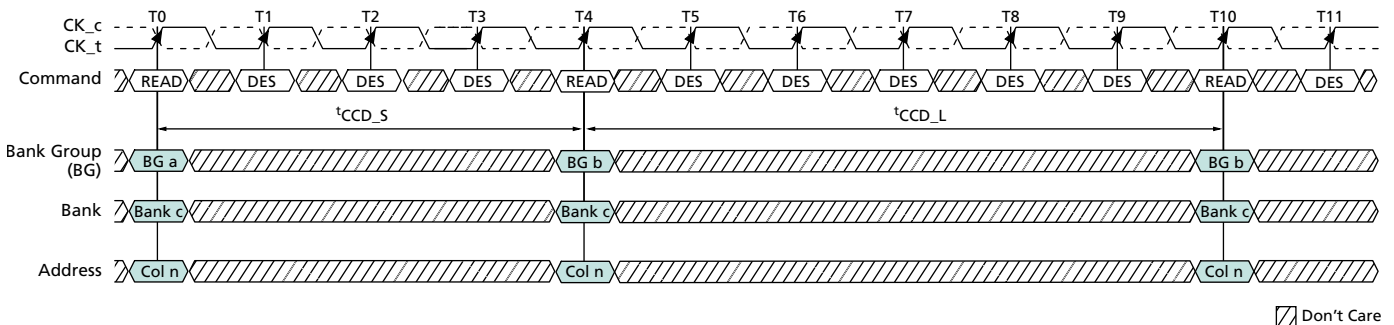 T0 T1 T2 T3 T4 T5 T6 T7 T8 T9 T10 T11
CK_c
CK_t
Command READ DES DES DES READ DES DES DES DES DES READ DES
tCCD_S tCCD_L
Bank Group
(BG) BG a BG b BG b
Bank Bank c Bank c Bank c
Address Col n Col n Col n
Don't Care